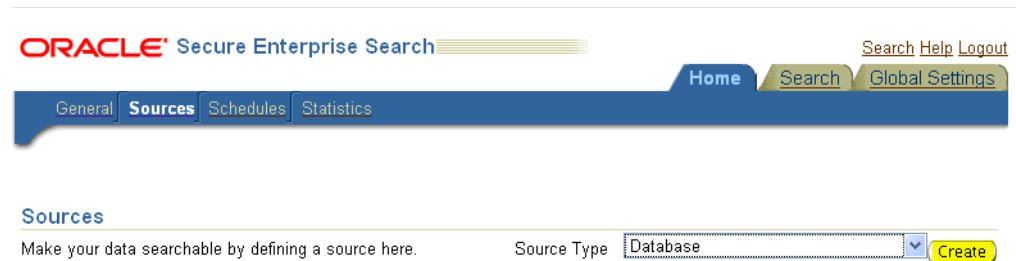 ORACLE' Secure Enterprise Search
Search Help Logout
Home Search Global Settings
General Sources Schedules Statistics
Sources
Make your data searchable by defining a source here. Source Type Database Create